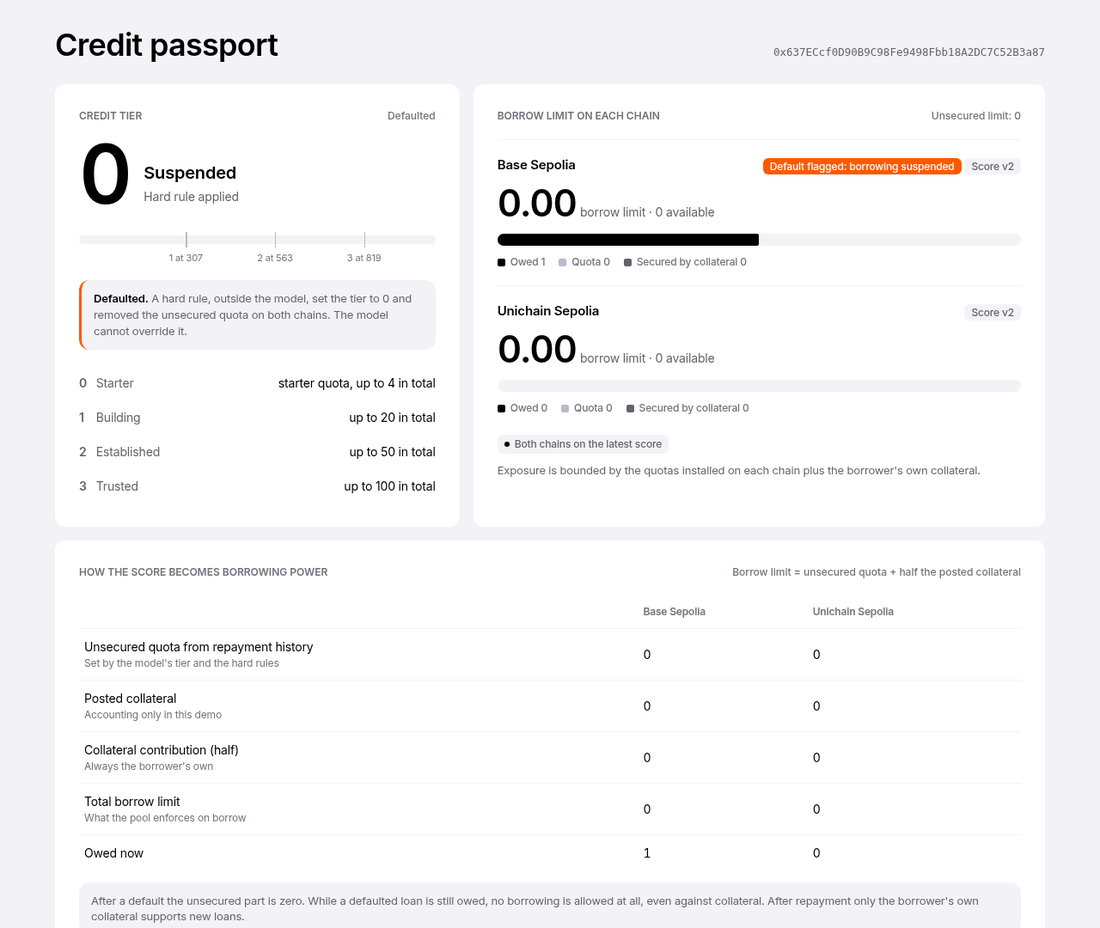 Credit passport
0x637ECcf0D90B9C98Fe9498Fbb18A2DC7C52B3a87
CREDIT TIER
Defaulted
0
Suspended
Hard rule applied
1 at 307
2 at 563
3 at 819
Defaulted. A hard rule, outside the model, set the tier to 0 and
removed the unsecured quota on both chains. The model
cannot override it.
0 Starter starter quota, up to 4 in total
1 Building up to 20 in total
2 Established up to 50 in total
3 Trusted up to 100 in total
BORROW LIMIT ON EACH CHAIN
Unsecured limit: 0
Base Sepolia
Default flagged: borrowing suspended
Score v2
0.00 borrow limit · 0 available
Owed 1 Quota 0 Secured by collateral 0
Unichain Sepolia
Score v2
0.00 borrow limit · 0 available
Owed 0 Quota 0 Secured by collateral 0
Both chains on the latest score
Exposure is bounded by the quotas installed on each chain plus the borrower's own collateral.
HOW THE SCORE BECOMES BORROWING POWER
Borrow limit = unsecured quota + half the posted collateral
Base Sepolia Unichain Sepolia
Unsecured quota from repayment history
Set by the model's tier and the hard rules
0 0
Posted collateral
Accounting only in this demo
0 0
Collateral contribution (half)
Always the borrower's own
0 0
Total borrow limit
What the pool enforces on borrow
0 0
Owed now 1 0
After a default the unsecured part is zero. While a defaulted loan is still owed, no borrowing is allowed at all, even against collateral. After repayment only the borrower's own
collateral supports new loans.